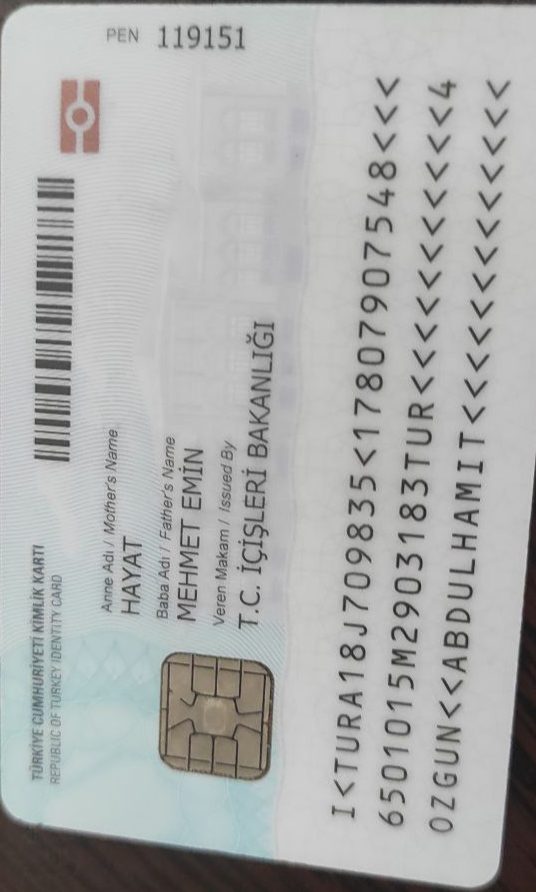 TÜRKİYE CUMHURİYETİ KİMLİK KARTI
REPUBLIC OF TURKEY IDENTITY CARD
PEN 119151
Anne Adı / Mother's Name
HAYAT
Baba Adı / Father's Name
MEHMET EMİN
Veren Makam / Issued By
T.C. İÇİŞLERİ BAKANLIĞI
I<TURA18J709835<17807907548<<<
6501015M2903183TUR<<<<<<<<<<<4
OZGUN<<ABDULHAMIT<<<<<<<<<<<<<